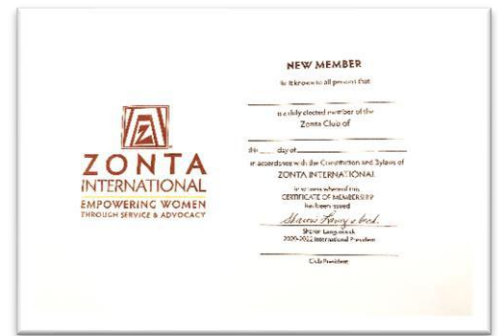 ZONTA
INTERNATIONAL
EMPOWERING WOMEN
THROUGH SERVICE & ADVOCACY
NEW MEMBER
Be it known to all persons that
is a duly elected member of the
Zonta Club of
this day of
in accordance with the Constitution and Bylaws of
ZONTA INTERNATIONAL
In witness whereof this
CERTIFICATE OF MEMBERSHIP
has been issued
Sharon Langenbeck
Sharon Langenbeck
2020-2022 International President
Club President